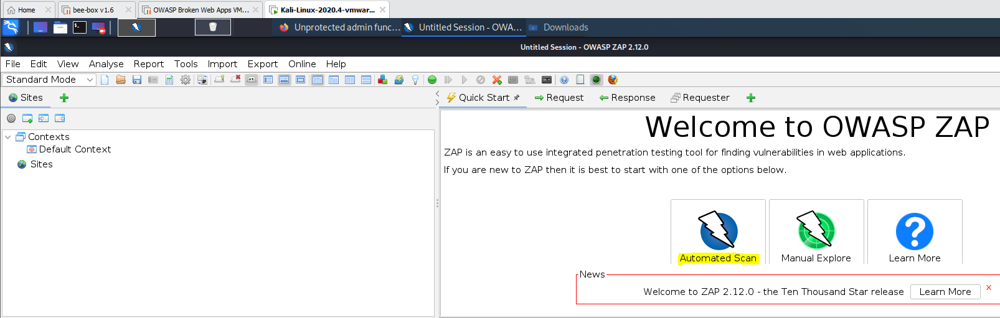 Home bee-box v1.6 OWASP Broken Web Apps VM... Kali-Linux-2020.4-vmwar...
Unprotected admin func... Untitled Session - OWA... Downloads
Untitled Session - OWASP ZAP 2.12.0
File Edit View Analyse Report Tools Import Export Online Help
Standard Mode
Sites Quick Start Request Response Requester
Welcome to OWASP ZAP
Contexts
Default Context
Sites
ZAP is an easy to use integrated penetration testing tool for finding vulnerabilities in web applications.
If you are new to ZAP then it is best to start with one of the options below.
Automated Scan Manual Explore Learn More
News
Welcome to ZAP 2.12.0 - the Ten Thousand Star release Learn More X